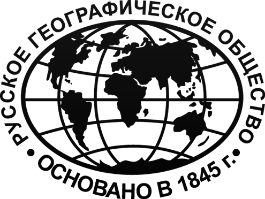 РУССКОЕ ГЕОГРАФИЧЕСКОЕ ОБЩЕСТВО
• ОСНОВАНО В 1845 г. •